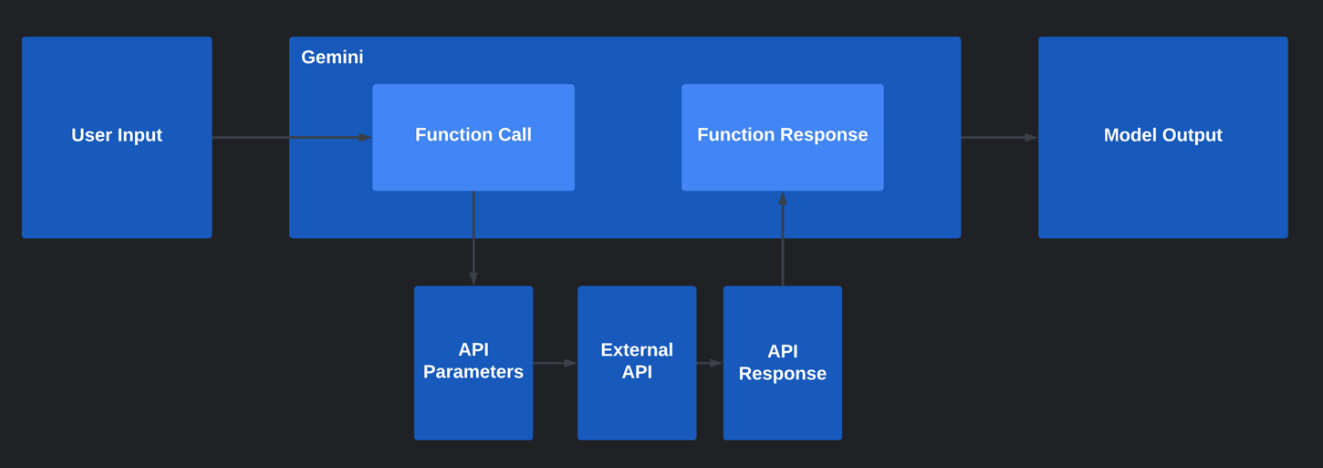 Gemini
User Input
Function Call
Function Response
Model Output
API
Parameters
External
API
API
Response